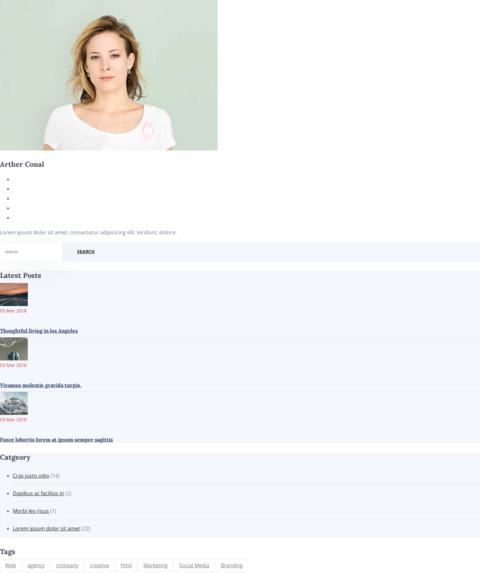 Arther Conal
Lorem ipsum dolor sit amet, consectetur adipisicing elit. Incidunt, dolore.
search
SEARCH
Latest Posts
03 Mar 2018
Thoughtful living in los Angeles
03 Mar 2018
Vivamus molestie gravida turpis.
03 Mar 2018
Fusce lobortis lorem at ipsum semper sagittis
Catgeory
Cras justo odio (14)
Dapibus ac facilisis in (2)
Morbi leo risus (1)
Lorem ipsum dolor sit amet (22)
Tags
Web agency company creative html Marketing Social Media Branding